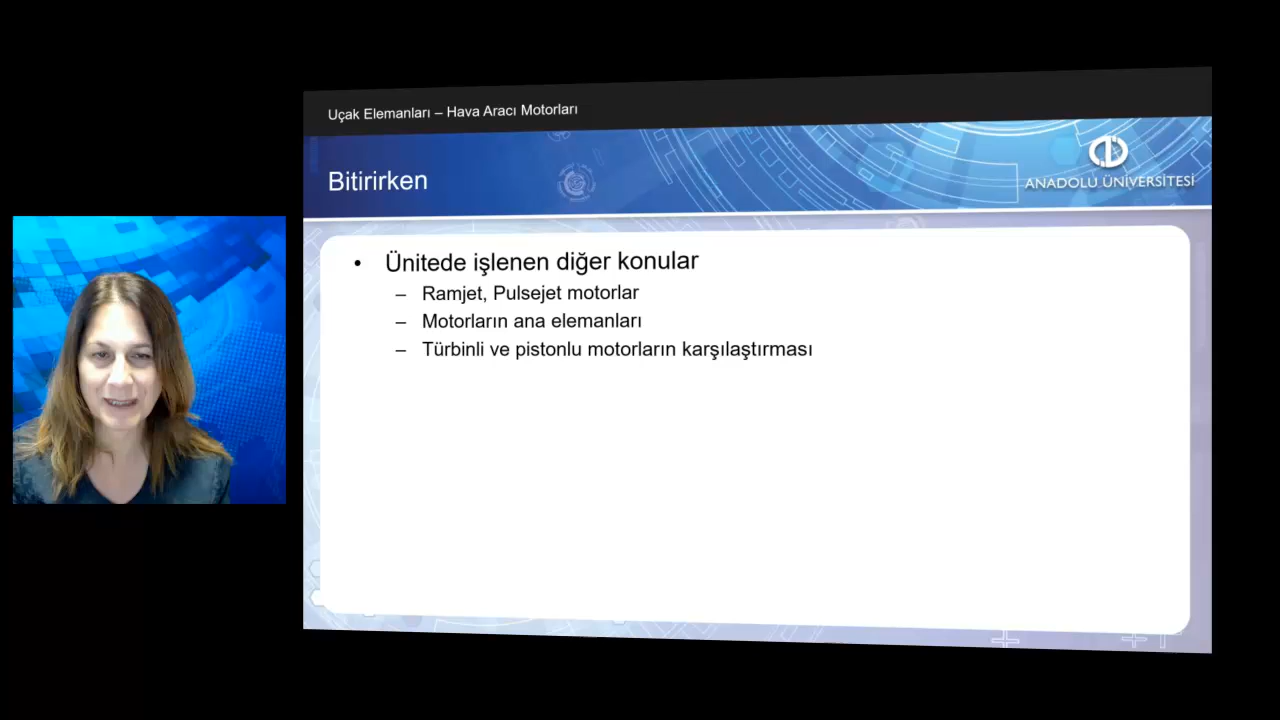 Uçak Elemanları – Hava Aracı Motorları
Bitirirken
ANADOLU ÜNİVERSİTESİ
• Ünitede işlenen diğer konular
– Ramjet, Pulsejet motorlar
– Motorların ana elemanları
– Türbinli ve pistonlu motorların karşılaştırması